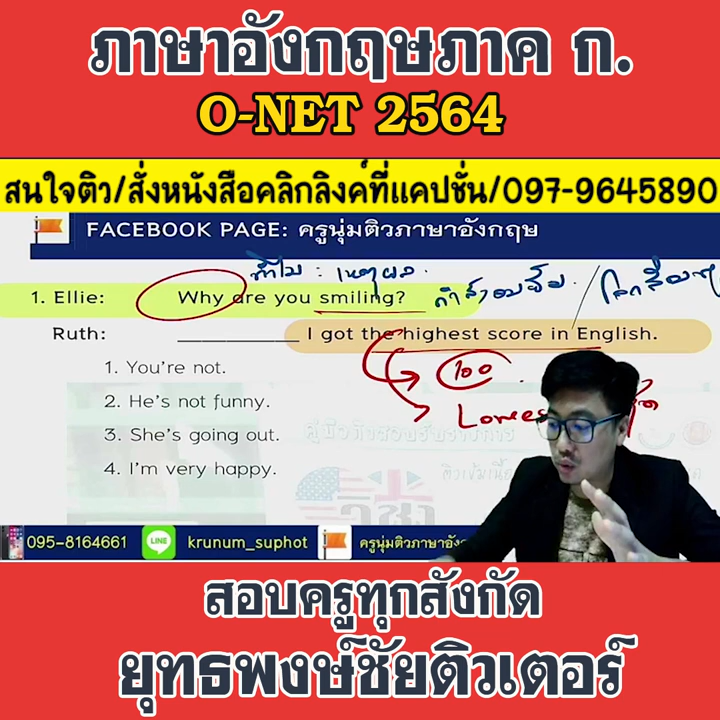 ภาษาอังกฤษภาค ก.
O-NET 2564
สนใจติว/สั่งหนังสือคลิกลิงค์ที่แคปชั่น/097-9645890
FACEBOOK PAGE: ครูนุ่มติวภาษาอังกฤษ
ทำไม : เหตุผล.
1. Ellie: Why are you smiling?
Ruth: ____________ I got the highest score in English.
1. You're not.
100
2. He's not funny.
3. She's going out.
4. I'm very happy.
095-8164661 LINE krunum_suphot ครูนุ่มติวภาษาอัง
สอบครูทุกสังกัด
ยุทธพงษ์ชัยติวเตอร์